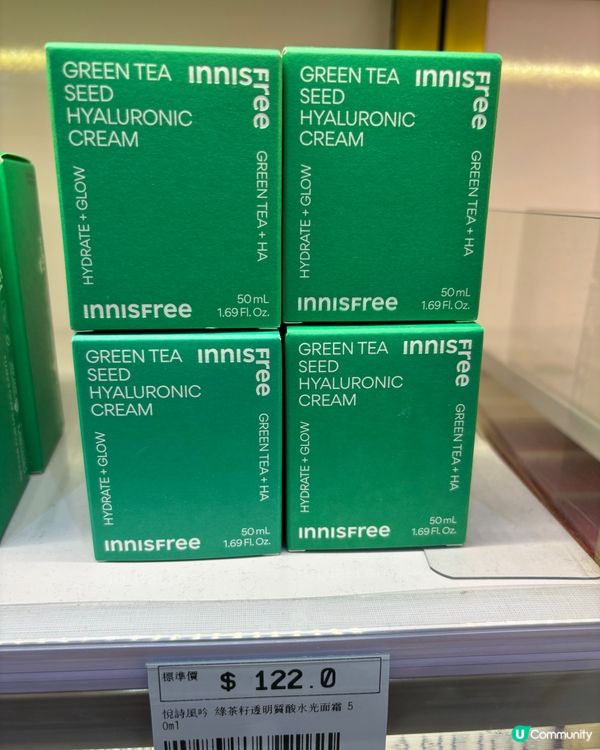 GREEN TEA
SEED
HYALURONIC
CREAM
innisfree
HYDRATE + GLOW
GREEN TEA + HA
innisfree
50 mL
1.69 Fl. Oz.
GREEN TEA
SEED
HYALURONIC
CREAM
innisfree
HYDRATE + GLOW
GREEN TEA + HA
innisfree
50 mL
1.69 Fl. Oz.
GREEN TEA
SEED
HYALURONIC
CREAM
innisfree
HYDRATE + GLOW
GREEN TEA + HA
innisfree
50 mL
1.69 Fl. Oz.
GREEN TEA
SEED
HYALURONIC
CREAM
innisfree
HYDRATE + GLOW
GREEN TEA + HA
innisfree
50 mL
1.69 Fl. Oz.
標準價 $ 122.0
悅詩風吟 綠茶籽透明質酸水光面霜 5
0ml
U Community